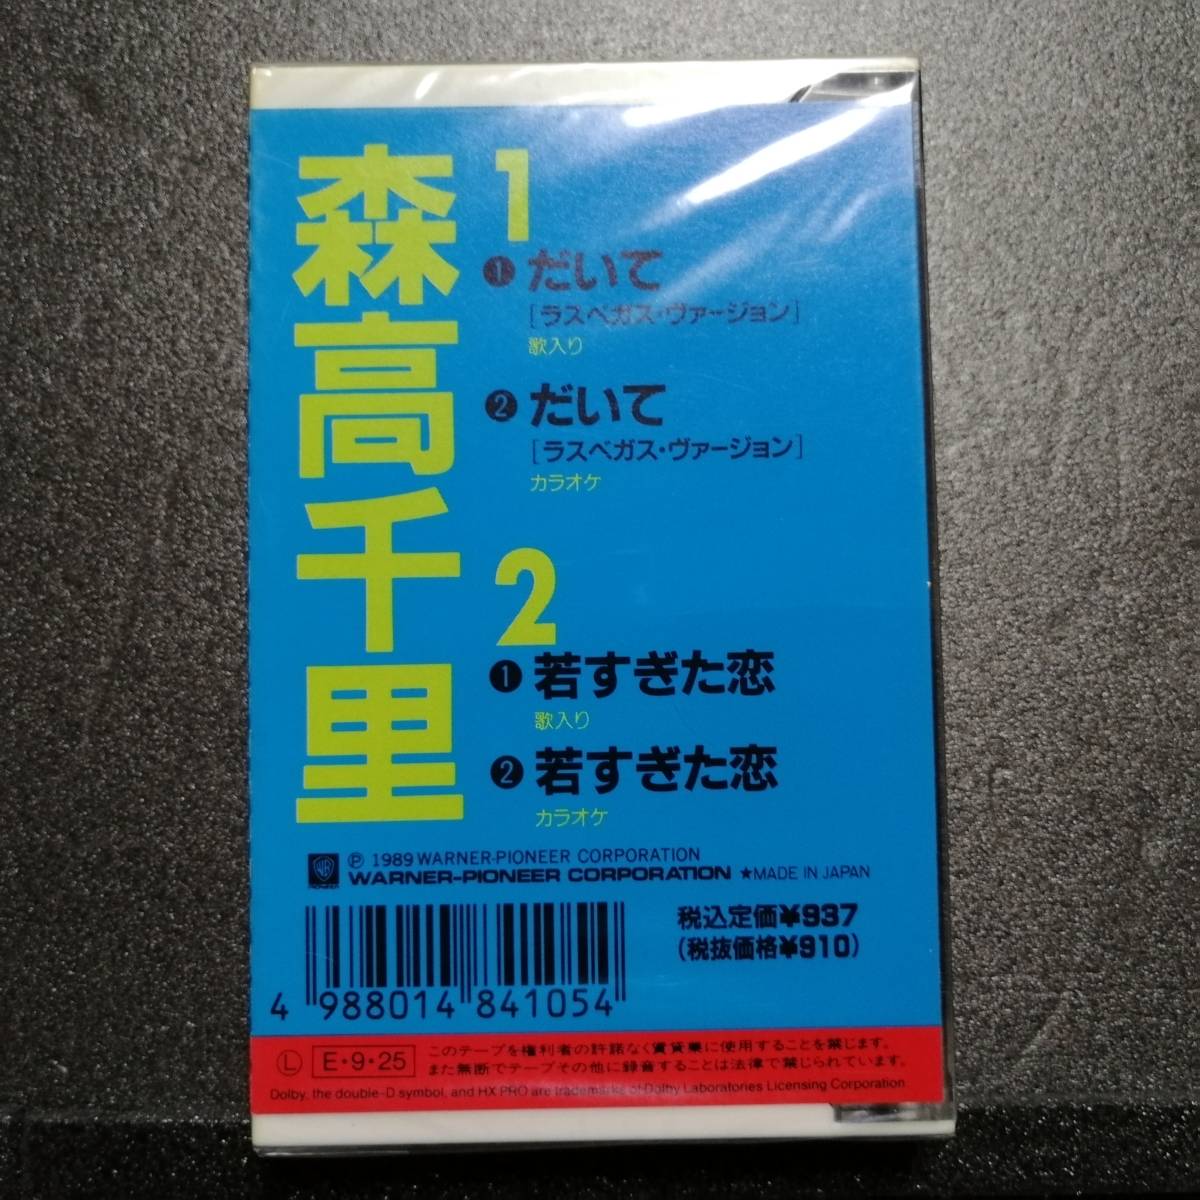 森高千里
1
❶ だいて
[ラスベガス・ヴァージョン]
歌入り
❷ だいて
[ラスベガス・ヴァージョン]
カラオケ
2
❶ 若すぎた恋
歌入り
❷ 若すぎた恋
カラオケ
PIONEER
Ⓟ 1989 WARNER-PIONEER CORPORATION
WARNER-PIONEER CORPORATION ★MADE IN JAPAN
税込定価¥937
(税抜価格¥910)
4 988014 841054
Ⓛ E・9・25
このテープを権利者の許諾なく賃貸業に使用することを禁じます。
また無断でテープその他に録音することは法律で禁じられています。
Dolby, the double-D symbol, and HX PRO are trademarks of Dolby Laboratories Licensing Corporation.